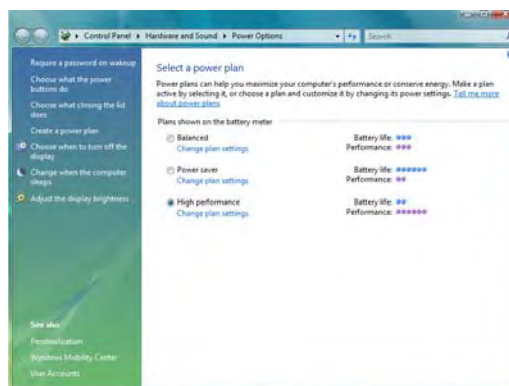 Control Panel ▸ Hardware and Sound ▸ Power Options
Search
Require a password on wakeup
Choose what the power
buttons do
Choose what closing the lid
does
Create a power plan
Choose when to turn off the
display
Change when the computer
sleeps
Adjust the display brightness
See also
Personalization
Windows Mobility Center
User Accounts
Select a power plan
Power plans can help you maximize your computer's performance or conserve energy. Make a plan
active by selecting it, or choose a plan and customize it by changing its power settings. Tell me more
about power plans
Plans shown on the battery meter
Balanced
Battery life:
Change plan settings
Performance:
Power saver
Battery life:
Change plan settings
Performance:
High performance
Battery life:
Change plan settings
Performance: